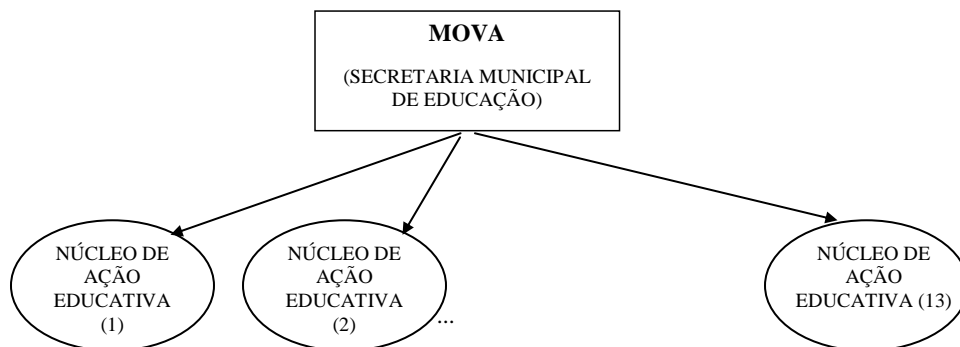 MOVA
(SECRETARIA MUNICIPAL
DE EDUCAÇÃO)
NÚCLEO DE
AÇÃO
EDUCATIVA
(1)
NÚCLEO DE
AÇÃO
EDUCATIVA
(2)
...
NÚCLEO DE
AÇÃO
EDUCATIVA (13)